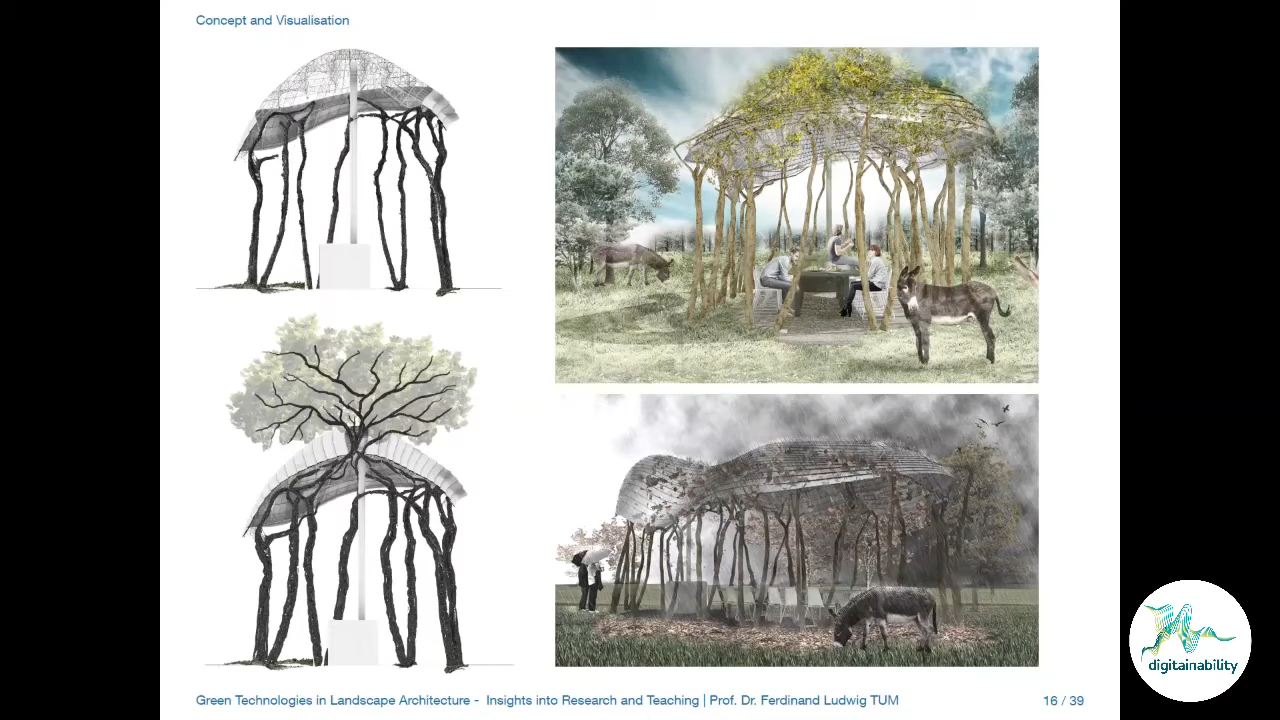 Concept and Visualisation
Green Technologies in Landscape Architecture - Insights into Research and Teaching | Prof. Dr. Ferdinand Ludwig TUM
16 / 39
digitainability